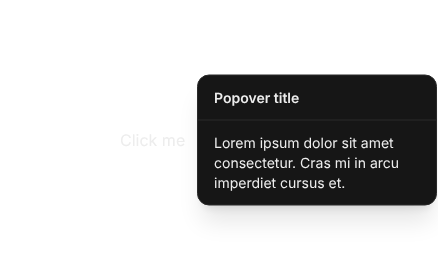 Popover title
Click me
Lorem ipsum dolor sit amet
consectetur. Cras mi in arcu
imperdiet cursus et.